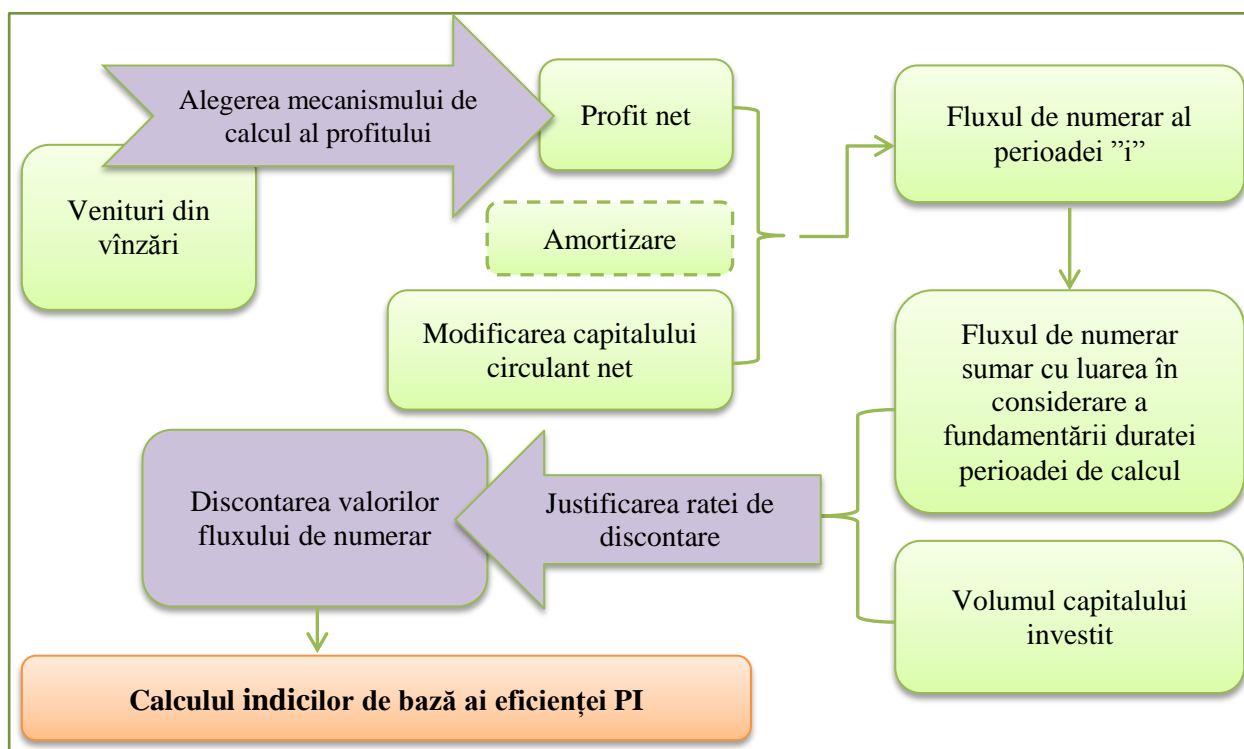 Alegerea mecanismului de
calcul al profitului
Profit net
Fluxul de numerar al
perioadei ”i”
Venituri din
vînzări
Amortizare
Modificarea capitalului
circulant net
Fluxul de numerar
sumar cu luarea în
considerare a
fundamentării duratei
perioadei de calcul
Discontarea valorilor
fluxului de numerar
Justificarea ratei de
discontare
Volumul capitalului
investit
Calculul indicilor de bază ai eficienței PI